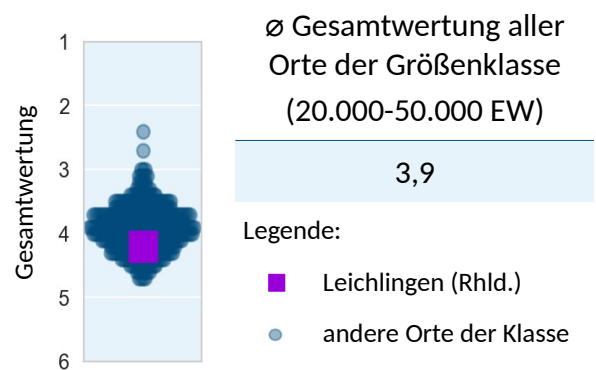 Gesamtwertung
1
2
3
4
5
6
⌀ Gesamtwertung aller
Orte der Größenklasse
(20.000-50.000 EW)
3,9
Legende:
Leichlingen (Rhld.)
andere Orte der Klasse